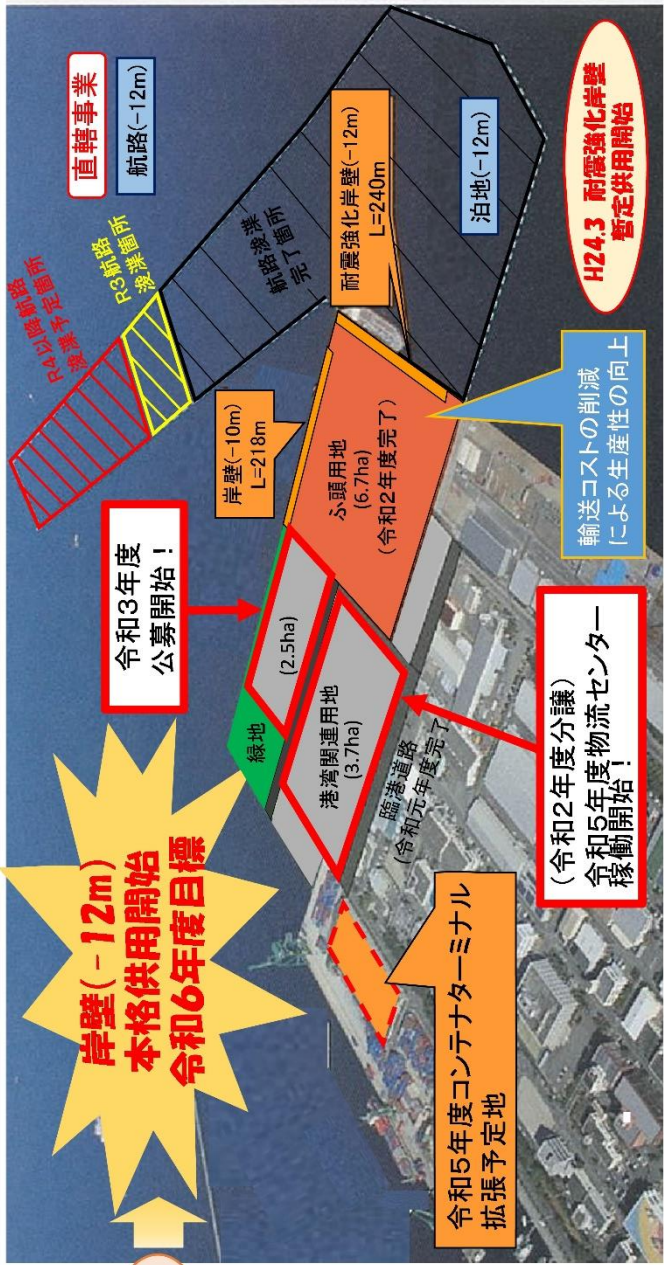 岸壁(-12m)
本格供用開始
令和6年度目標
令和3年度
公募開始！
R4以降航路
浚渫予定箇所
R3航路
浚渫箇所
直轄事業
航路(-12m)
航路浚渫
完了箇所
岸壁(-10m)
L=218m
緑地
(2.5ha)
港湾関連用地
(3.7ha)
ふ頭用地
(6.7ha)
(令和2年度完了)
耐震強化岸壁(-12m)
L=240m
泊地(-12m)
臨港道路
(令和元年度完了)
令和5年度コンテナターミナル
拡張予定地
(令和2年度分譲)
令和5年度物流センター
稼働開始！
輸送コストの削減
による生産性の向上
H24.3 耐震強化岸壁
暫定供用開始